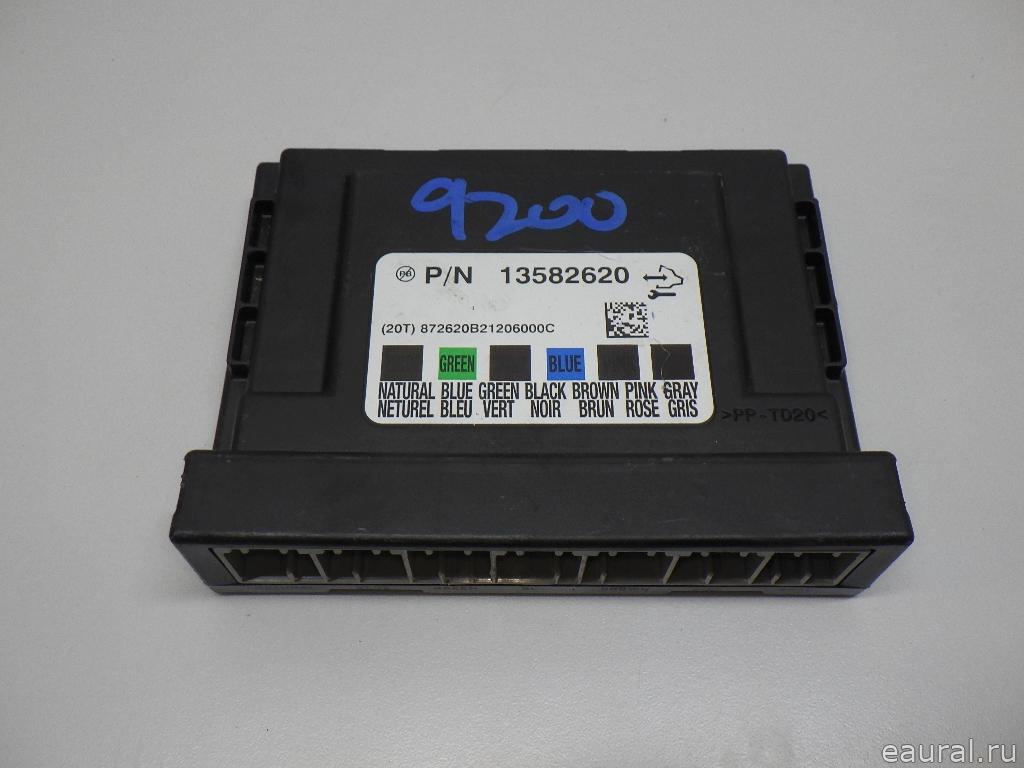 9200
P/N 13582620
(20T) 872620B21206000C
GREEN BLUE
NATURAL BLUE GREEN BLACK BROWN PINK GRAY
NETUREL BLEU VERT NOIR BRUN ROSE GRIS
>PP-TD20<
eaural.ru